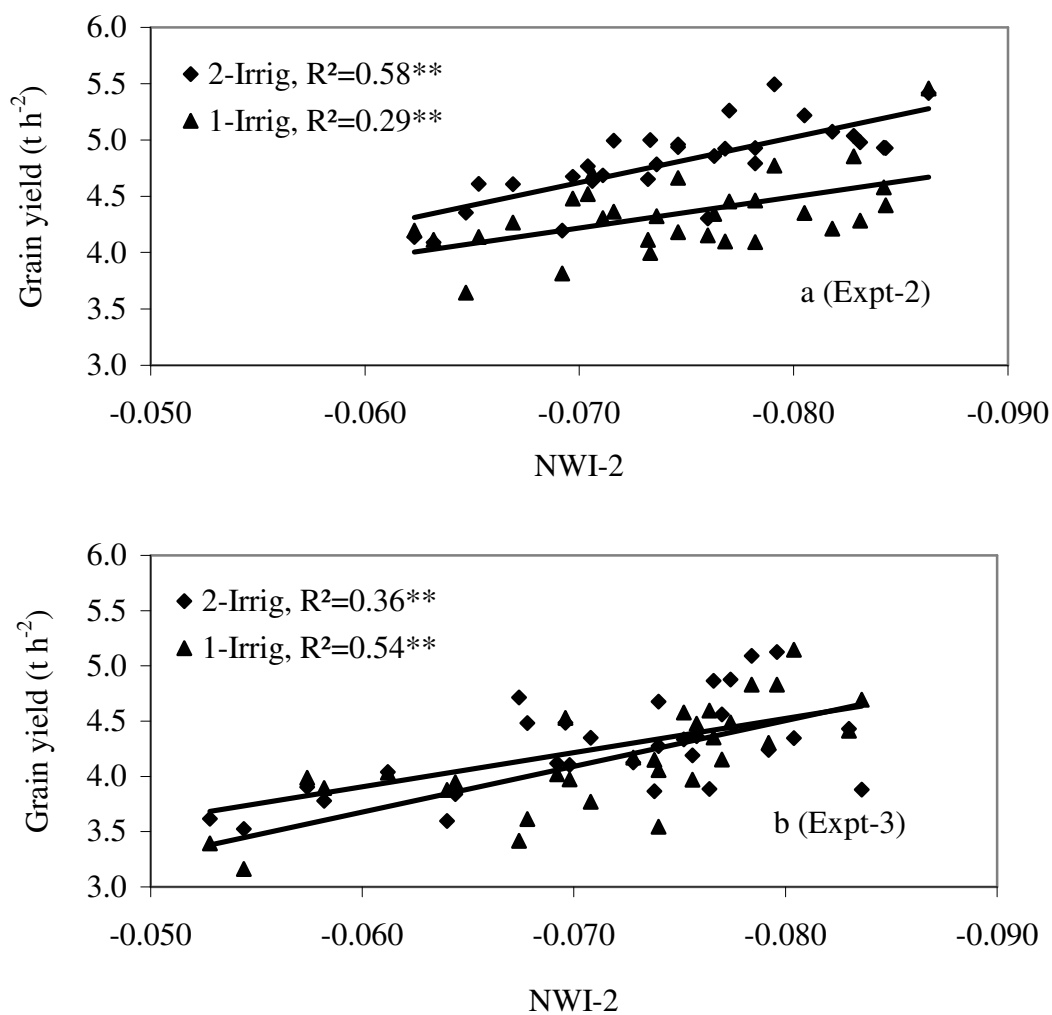 6.0
5.5
5.0
4.5
4.0
3.5
3.0
Grain yield (t h⁻²)
◆ 2-Irrig, R²=0.58**
▲ 1-Irrig, R²=0.29**
a (Expt-2)
-0.050 -0.060 -0.070 -0.080 -0.090
NWI-2
6.0
5.5
5.0
4.5
4.0
3.5
3.0
Grain yield (t h⁻²)
◆ 2-Irrig, R²=0.36**
▲ 1-Irrig, R²=0.54**
b (Expt-3)
-0.050 -0.060 -0.070 -0.080 -0.090
NWI-2